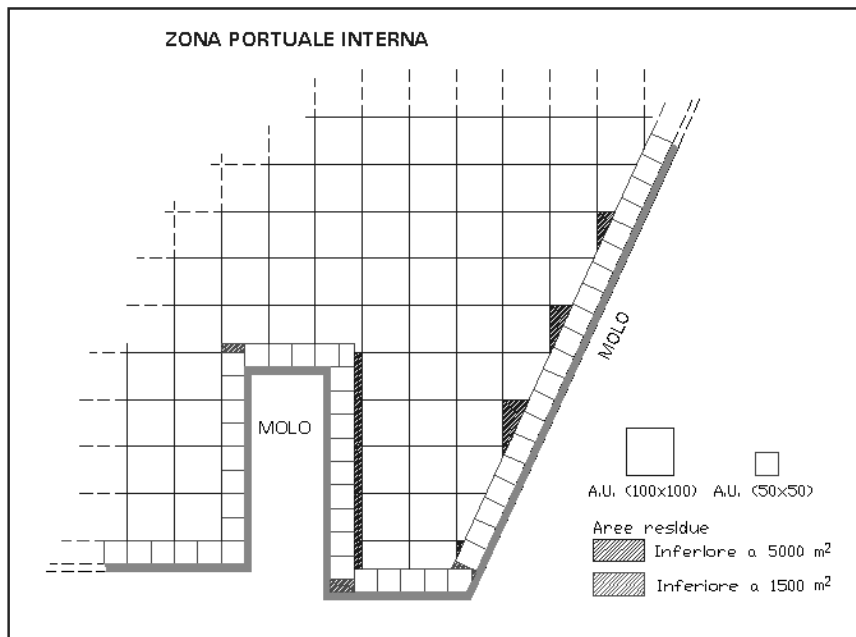 ZONA PORTUALE INTERNA
MOLO
MOLO
A.U. (100x100)
A.U. (50x50)
Aree residue
Inferiore a 5000 m²
Inferiore a 1500 m²